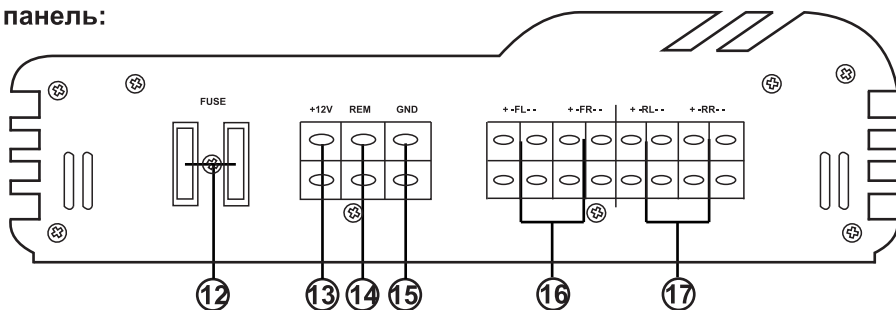 панель:
FUSE
+12V REM GND
+ -FL- - + -FR- - + -RL- - + -RR- -
12 13 14 15 16 17